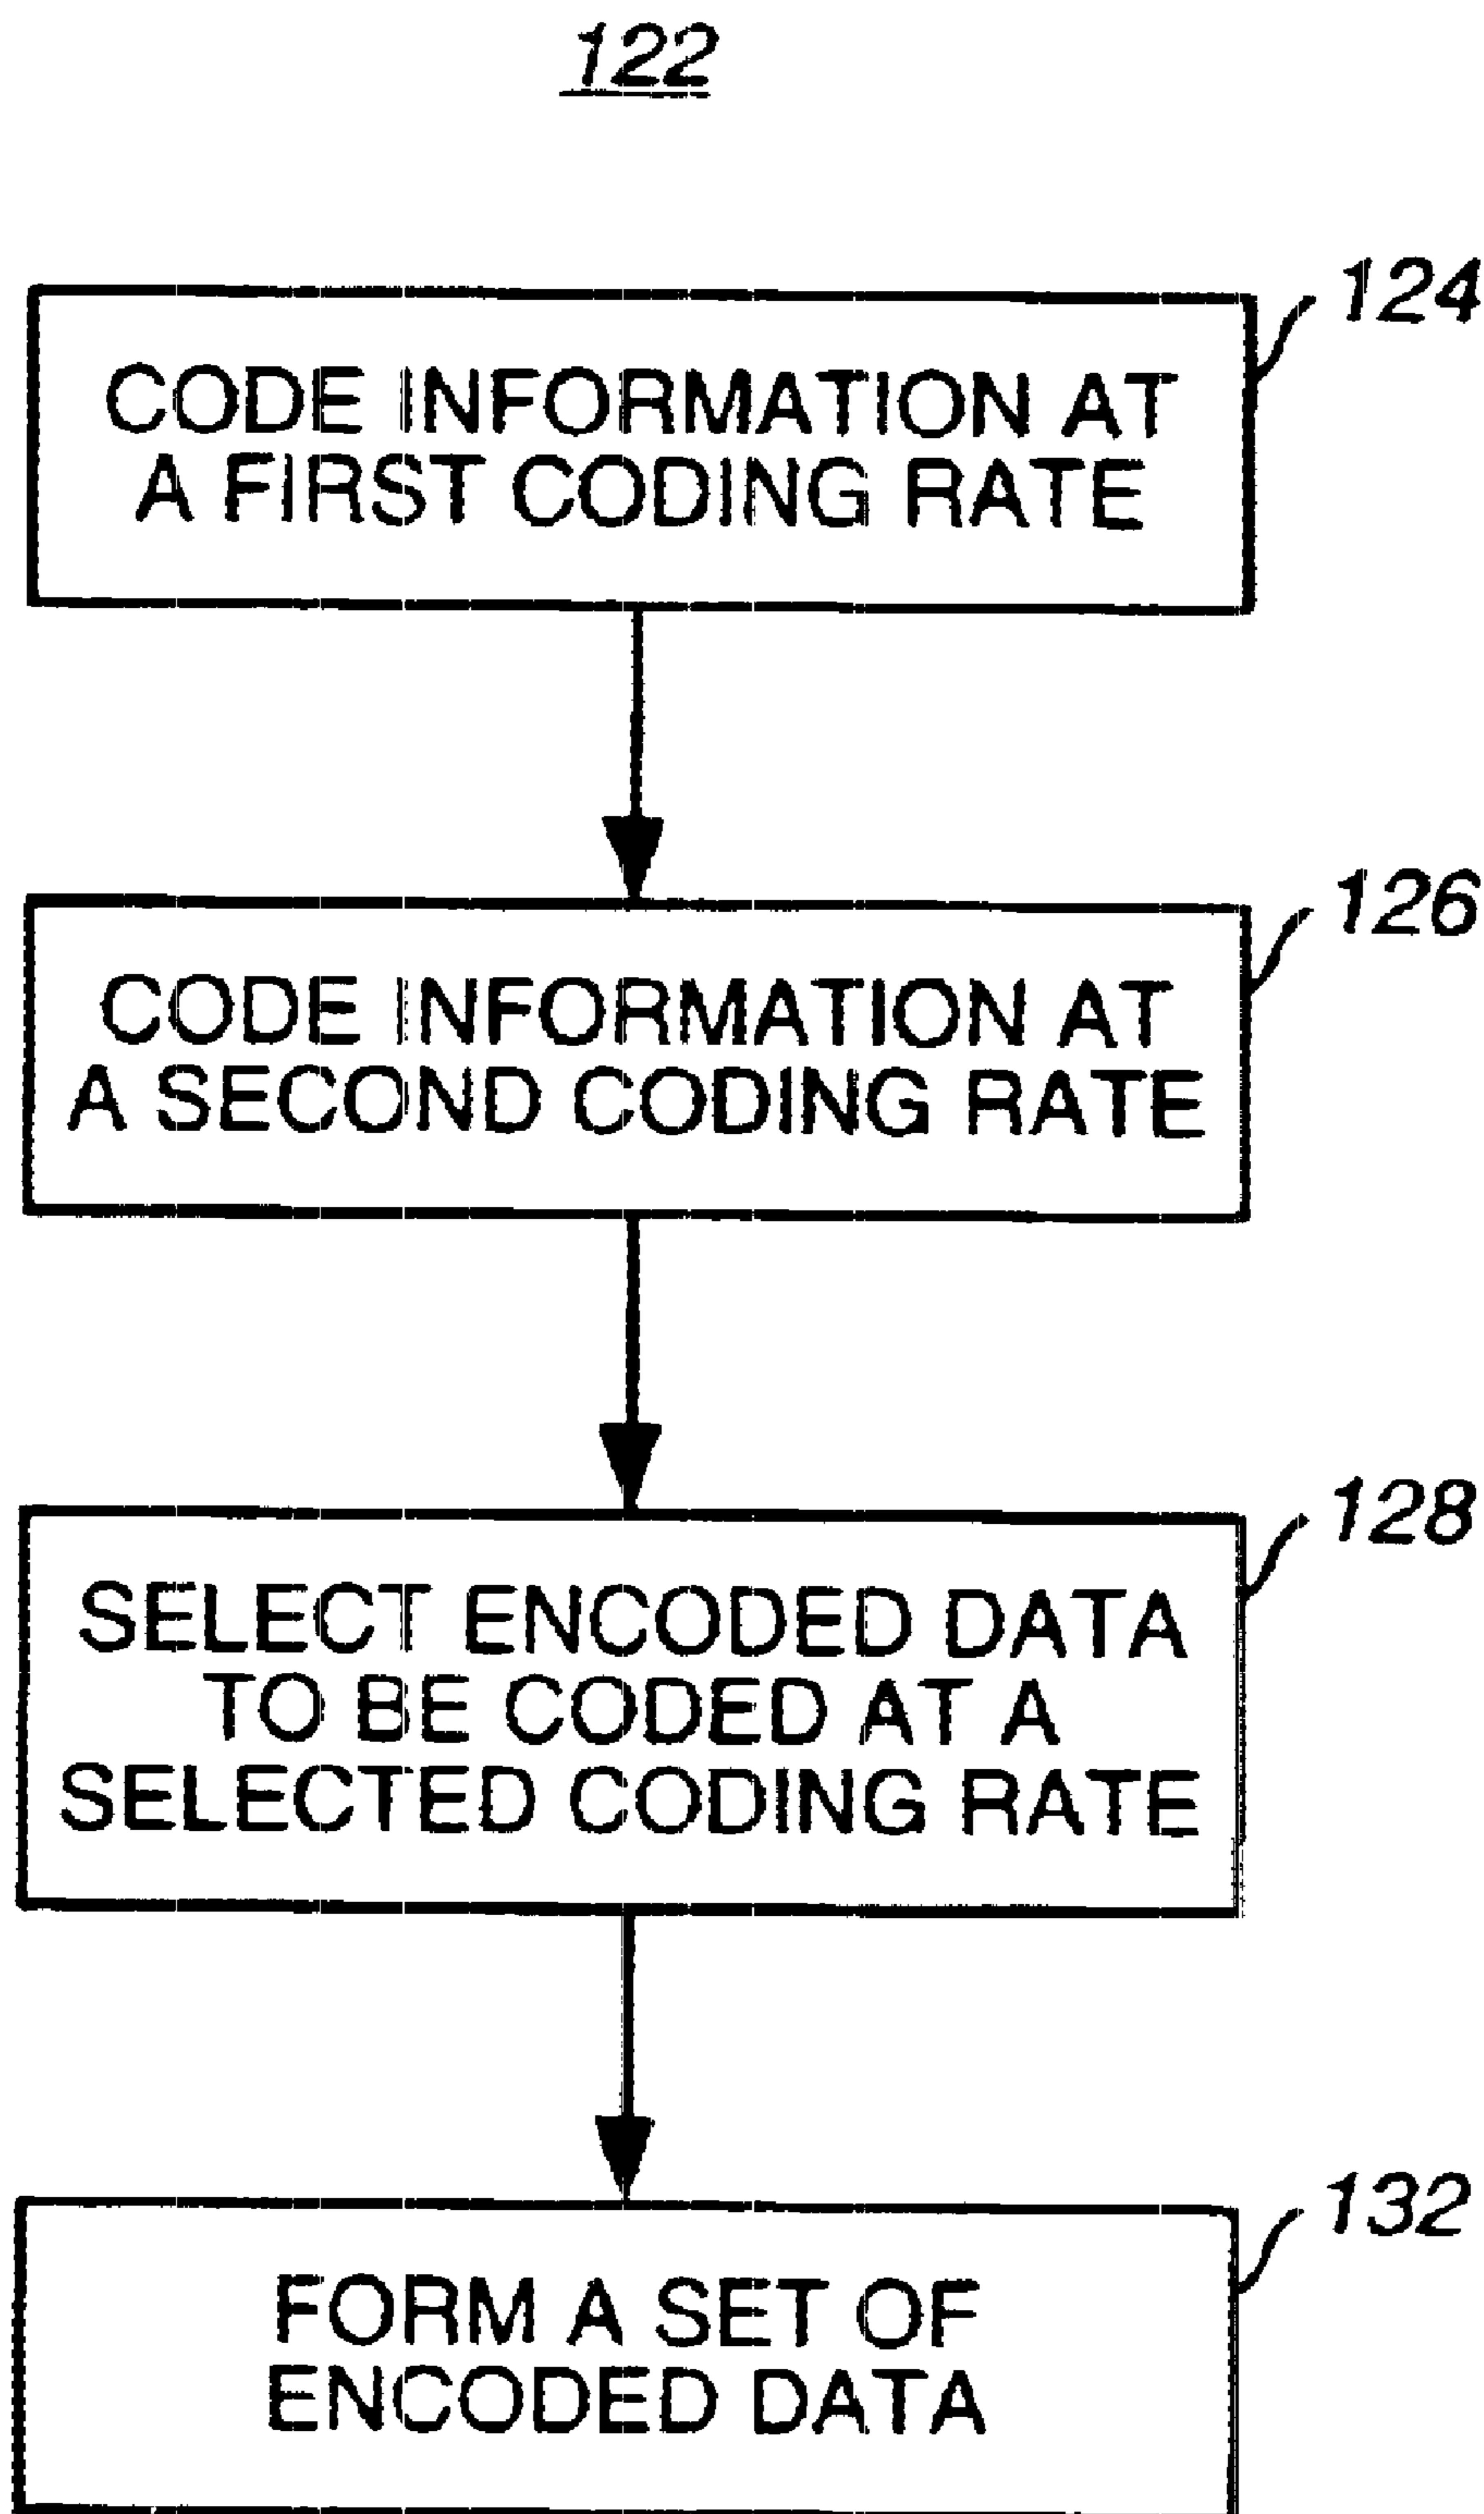 122
124
CODE INFORMATION AT
A FIRST CODING RATE
126
CODE INFORMATION AT
A SECOND CODING RATE
128
SELECT ENCODED DATA
TO BE CODED AT A
SELECTED CODING RATE
132
FORM A SET OF
ENCODED DATA